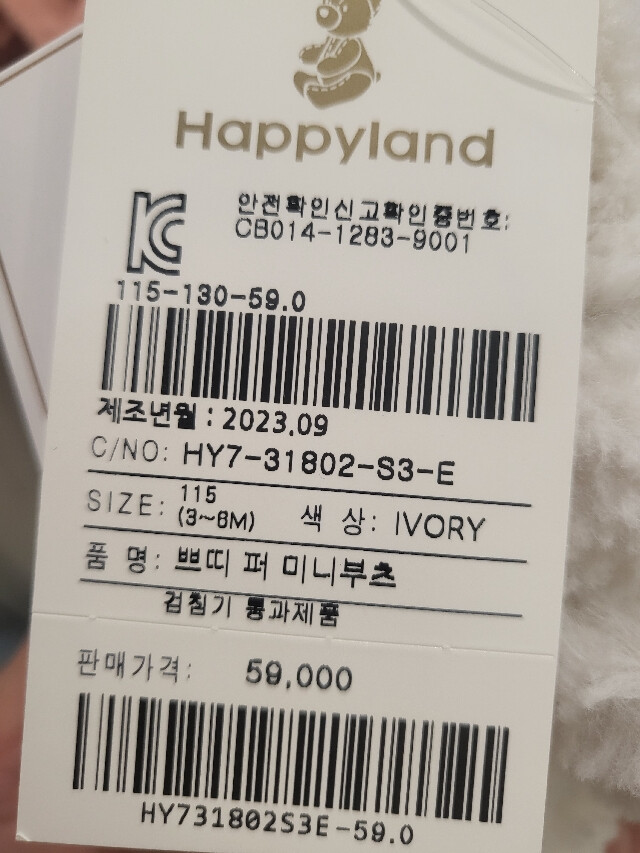 Happyland
안전확인신고확인증번호:
CB014-1283-9001
115-130-59.0
제조년월 : 2023.09
C/NO: HY7-31802-S3-E
SIZE: 115 (3~6M) 색 상: IVORY
품 명: 쁘띠 퍼 미니부츠
검침기 통과제품
판매가격: 59,000
HY731802S3E-59.0